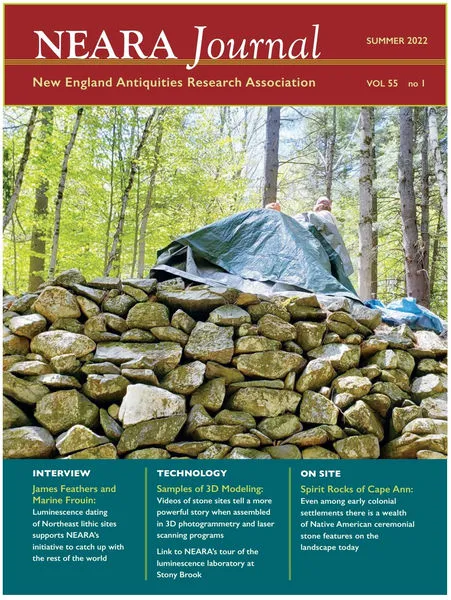 NEARA Journal
SUMMER 2022
New England Antiquities Research Association
VOL 55 no 1
INTERVIEW
James Feathers and
Marine Frouin:
Luminescence dating
of Northeast lithic sites
supports NEARA's
initiative to catch up with
the rest of the world
TECHNOLOGY
Samples of 3D Modeling:
Videos of stone sites tell a more
powerful story when assembled
in 3D photogrammetry and laser
scanning programs
Link to NEARA's tour of the
luminescence laboratory at
Stony Brook
ON SITE
Spirit Rocks of Cape Ann:
Even among early colonial
settlements there is a wealth
of Native American ceremonial
stone features on the
landscape today